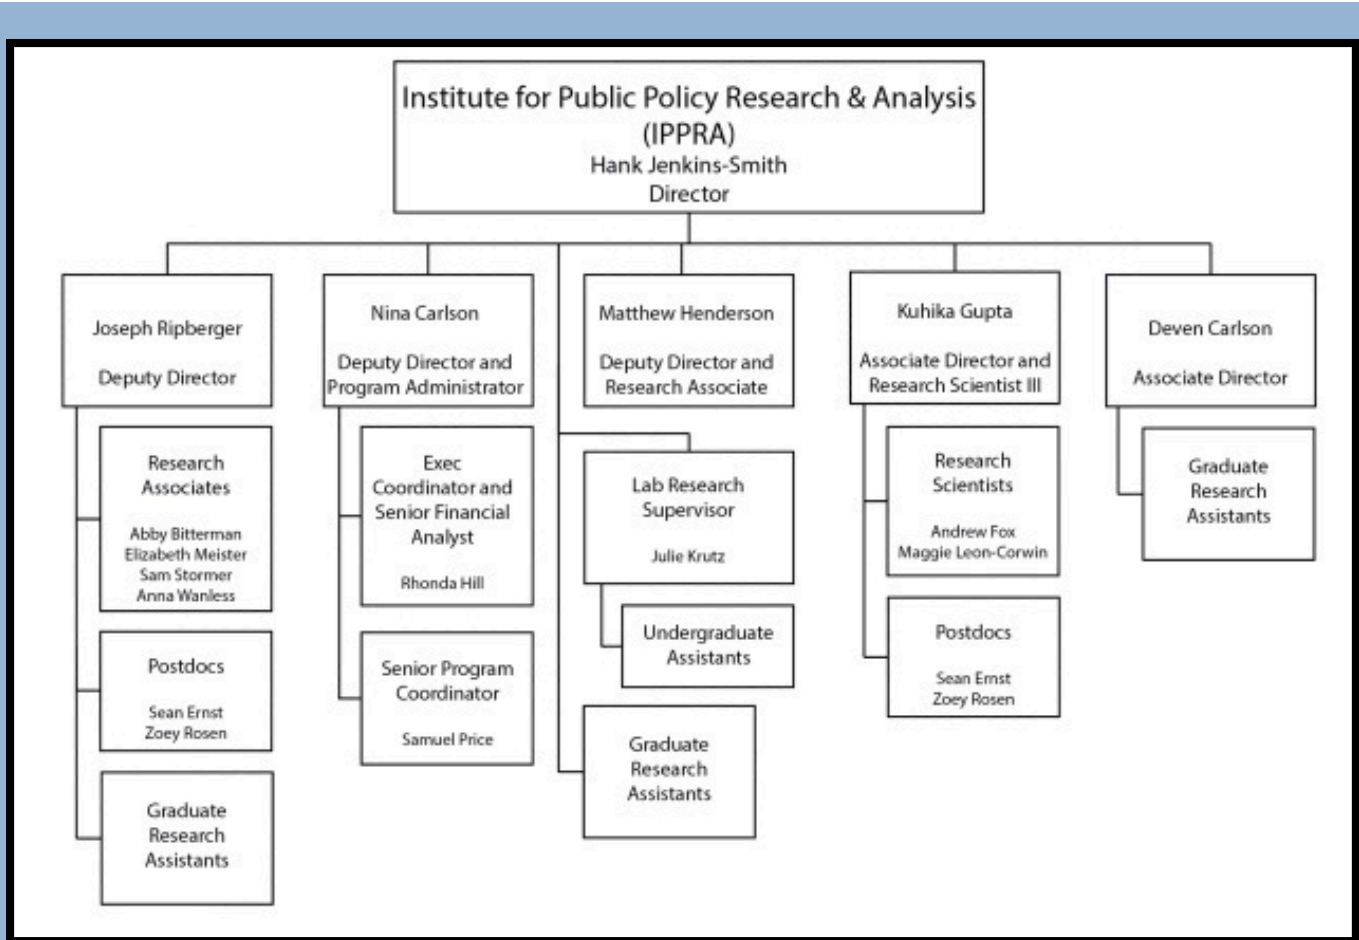 Institute for Public Policy Research & Analysis
(IPPRA)
Hank Jenkins-Smith
Director
Joseph Ripberger
Deputy Director
Research
Associates
Abby Bitterman
Elizabeth Meister
Sam Stormer
Anna Wanless
Postdocs
Sean Ernst
Zoey Rosen
Graduate
Research
Assistants
Nina Carlson
Deputy Director and
Program Administrator
Exec
Coordinator and
Senior Financial
Analyst
Rhonda Hill
Senior Program
Coordinator
Samuel Price
Matthew Henderson
Deputy Director and
Research Associate
Lab Research
Supervisor
Julie Krutz
Undergraduate
Assistants
Graduate
Research
Assistants
Kuhika Gupta
Associate Director and
Research Scientist III
Research
Scientists
Andrew Fox
Maggie Leon-Corwin
Postdocs
Sean Ernst
Zoey Rosen
Deven Carlson
Associate Director
Graduate
Research
Assistants